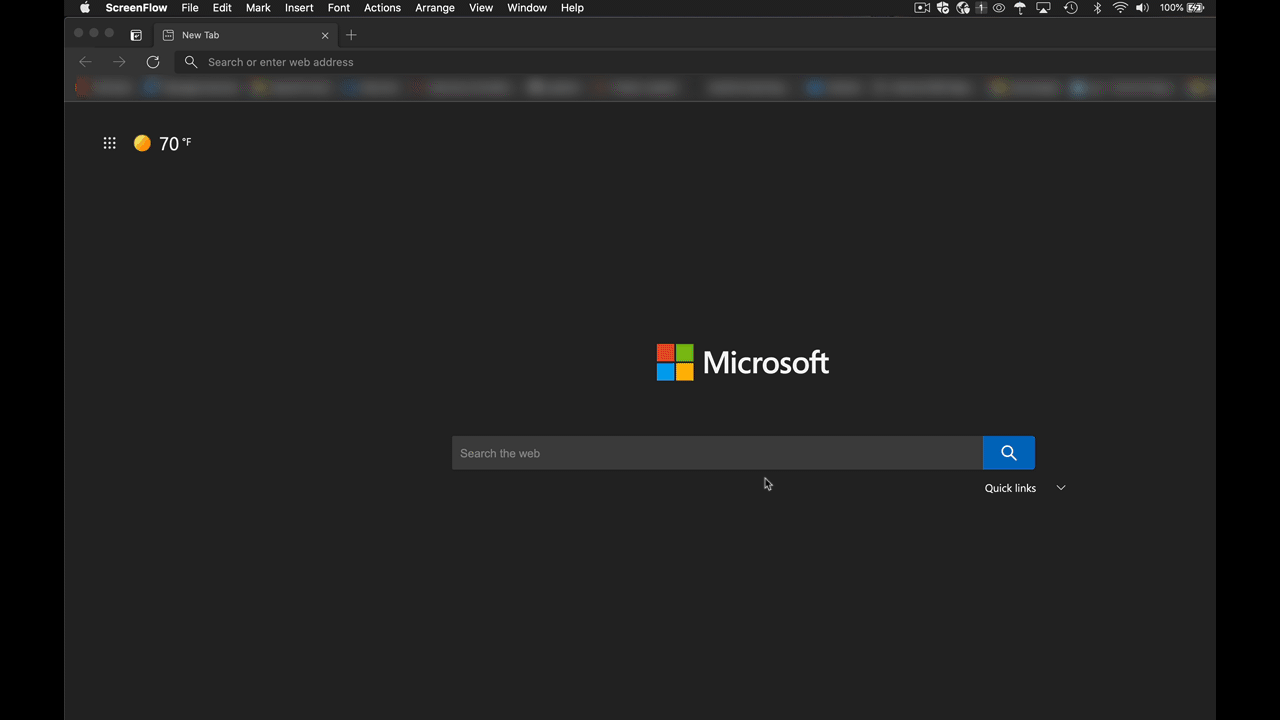 ScreenFlow File Edit Mark Insert Font Actions Arrange View Window Help 1 100%
New Tab
Search or enter web address
70 °F
Microsoft
Search the web
Quick links